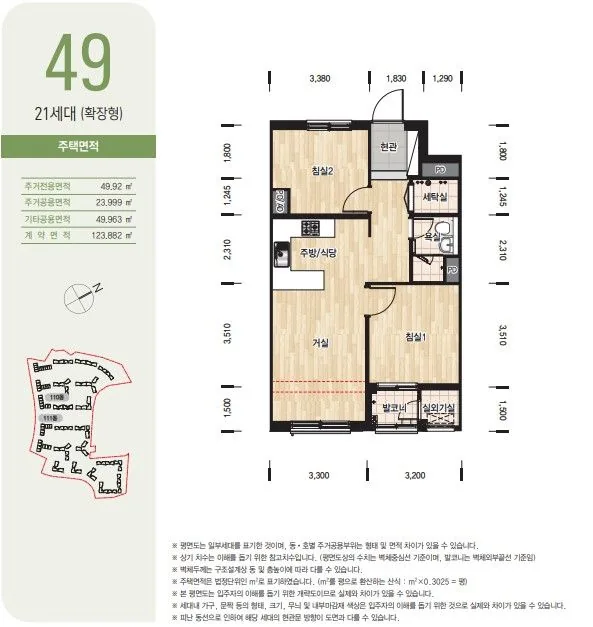 49
21세대 (확장형)
주택면적
주거전용면적 49.92 ㎡
주거공용면적 23.999 ㎡
기타공용면적 49.963 ㎡
계 약 면 적 123.882 ㎡
N
110동
111동
3,380 1,830 1,290
1,800 1,245 2,310 3,510 1,500
1,800 1,245 2,310 3,510 1,500
현관
침실2
PD
세탁실
욕실
주방/식당
PD
거실
침실1
발코니
실외기실
3,300 3,200
※ 평면도는 일부세대를 표기한 것이며, 동·호별 주거공용부위는 형태 및 면적 차이가 있을 수 있습니다.
※ 상기 치수는 이해를 돕기 위한 참고치수입니다. (평면도상의 수치는 벽체중심선 기준이며, 발코니는 벽체외부끝선 기준임)
※ 벽체두께는 구조설계상 동 및 층높이에 따라 다를 수 있습니다.
※ 주택면적은 법정단위인 ㎡로 표기하였습니다. (㎡를 평으로 환산하는 산식 : ㎡×0.3025 = 평)
※ 본 평면도는 입주자의 이해를 돕기 위한 개략도이므로 실제와 차이가 있을 수 있습니다.
※ 세대내 가구, 문짝 등의 형태, 크기, 무늬 및 내부마감재 색상은 입주자의 이해를 돕기 위한 것으로 실제와 차이가 있을 수 있습니다.
※ 피난 동선으로 인하여 해당 세대의 현관문 방향이 도면과 다를 수 있습니다.